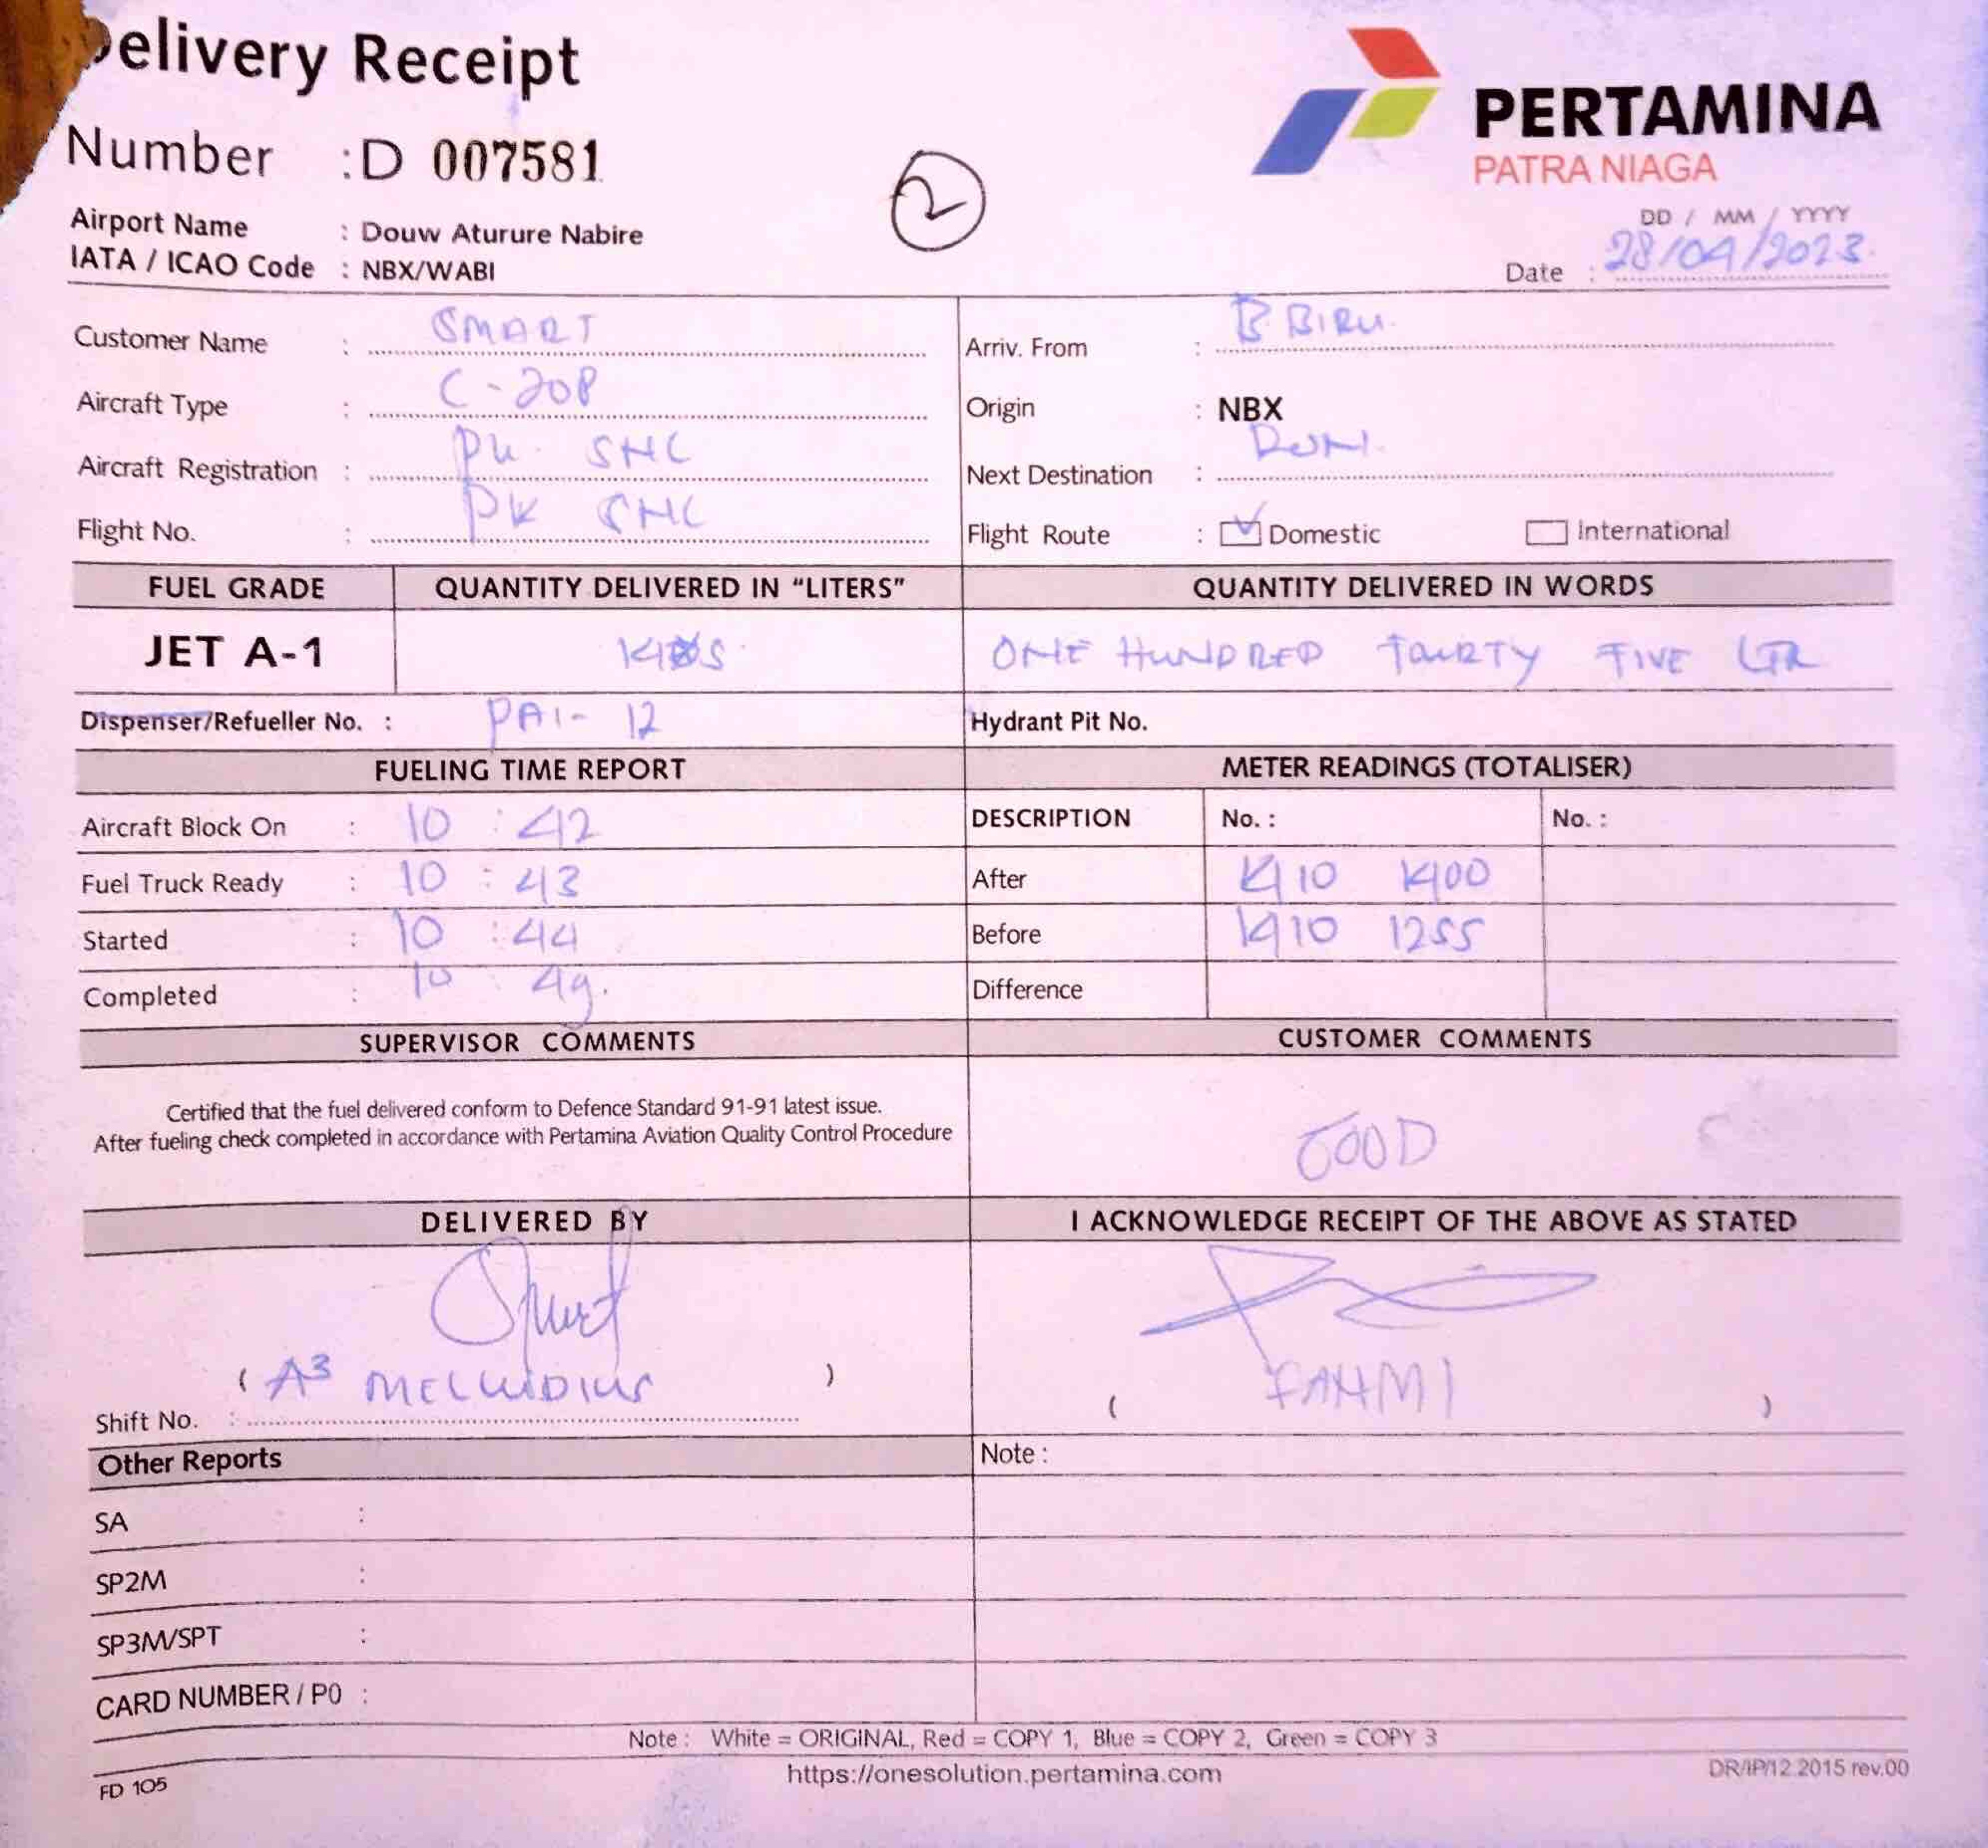 elivery Receipt
PERTAMINA
PATRA NIAGA
Number : D 007581
2
Airport Name : Douw Aturure Nabire
IATA / ICAO Code : NBX/WABI
DD / MM / YYYY
Date : 28/04/2023
Customer Name : SMART
Arriv. From : B. BIRU
Aircraft Type : C-208
Origin : NBX
Aircraft Registration : PK SNC
Next Destination :
Flight No. : PK SNC
Flight Route : Domestic International
FUEL GRADE QUANTITY DELIVERED IN "LITERS" QUANTITY DELIVERED IN WORDS
JET A-1 ONE HUNDRED FOURTY FIVE LTR
Dispenser/Refueller No. : PAI- 12 Hydrant Pit No.
FUELING TIME REPORT METER READINGS (TOTALISER)
Aircraft Block On : 10 : 42 DESCRIPTION No. : No. :
Fuel Truck Ready : 10 : 43 After 1410 1400
Started : 10 : 44 Before 1410 1255
Completed : 10 : 49. Difference
SUPERVISOR COMMENTS CUSTOMER COMMENTS
Certified that the fuel delivered conform to Defence Standard 91-91 latest issue.
After fueling check completed in accordance with Pertamina Aviation Quality Control Procedure
GOOD
DELIVERED BY I ACKNOWLEDGE RECEIPT OF THE ABOVE AS STATED
( A3 ) ( FAHMI )
Shift No. :
Other Reports Note :
SA :
SP2M :
SP3M/SPT :
CARD NUMBER / PO :
Note : White = ORIGINAL, Red = COPY 1, Blue = COPY 2, Green = COPY 3
https://onesolution.pertamina.com
FD 105
DR/IP/12.2015 rev.00